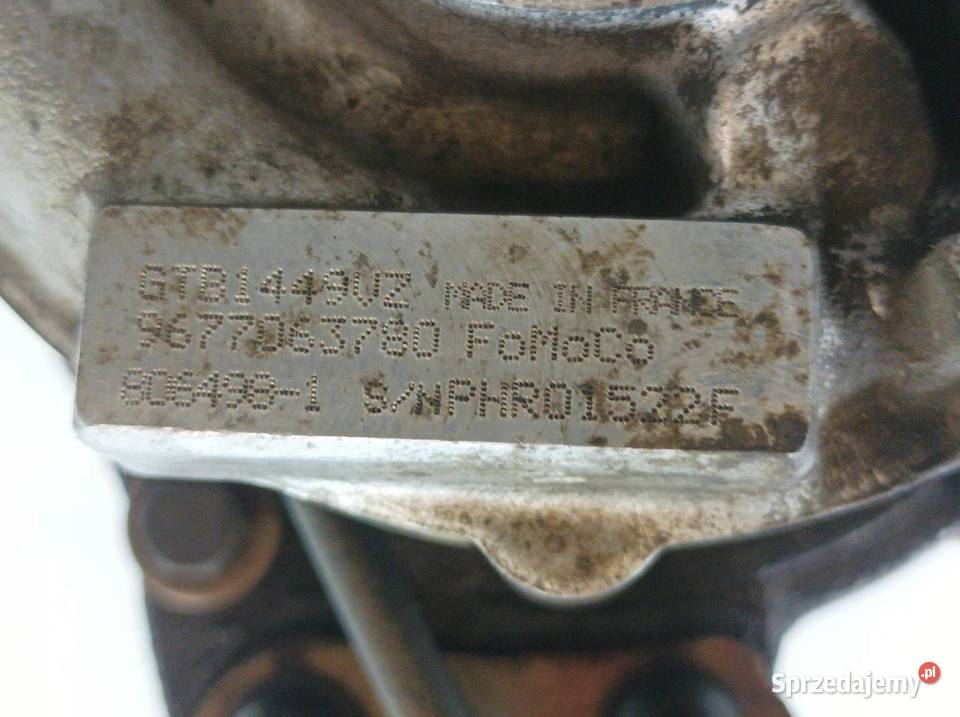 GTB1449VZ MADE IN FRANCE
9677063780 FoMoCo
806498-1 S/NPHR01522F
Sprzedajemy.pl